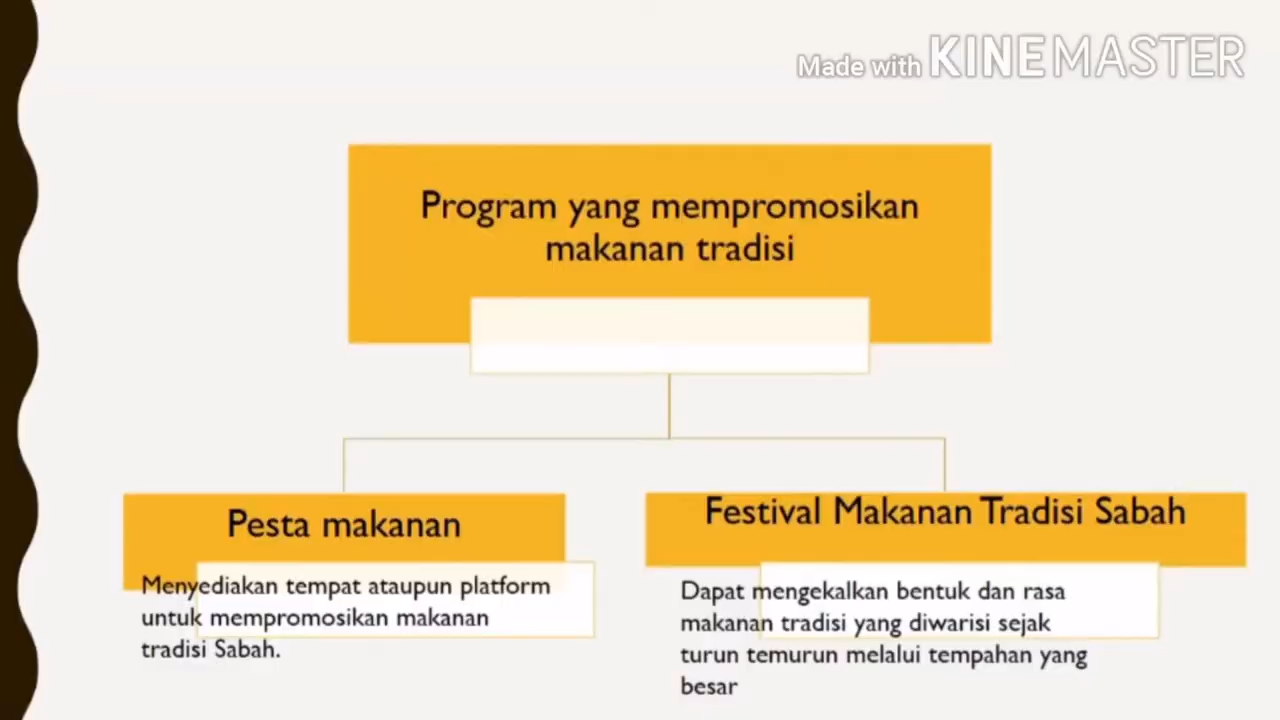 Made with KINEMASTER
Program yang mempromosikan
makanan tradisi
Pesta makanan
Menyediakan tempat ataupun platform
untuk mempromosikan makanan
tradisi Sabah.
Festival Makanan Tradisi Sabah
Dapat mengekalkan bentuk dan rasa
makanan tradisi yang diwarisi sejak
turun temurun melalui tempahan yang
besar